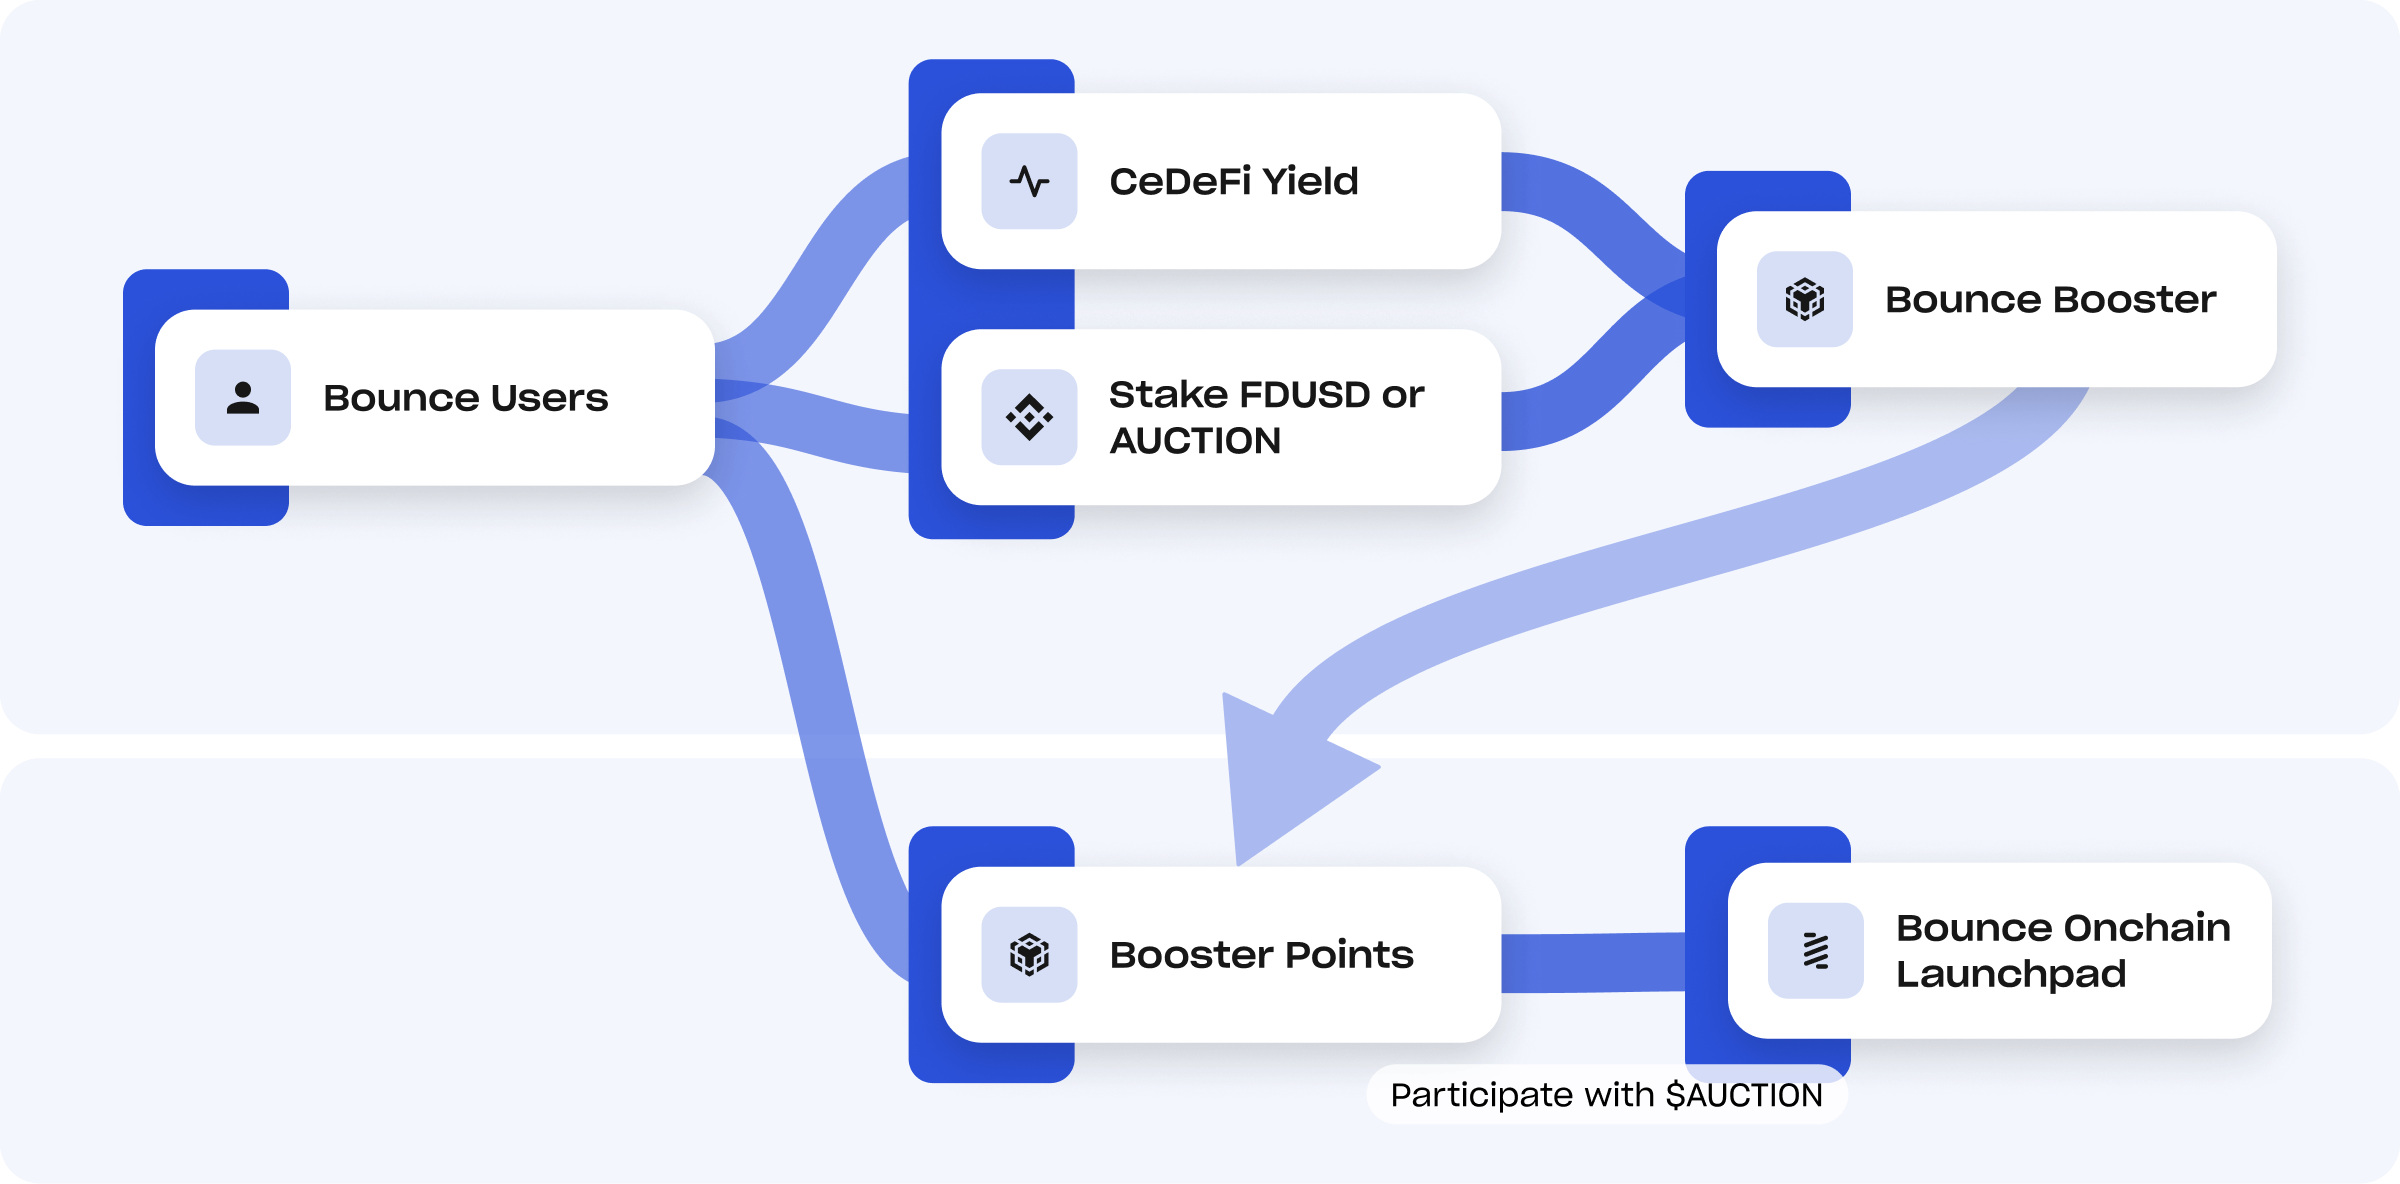 CeDeFi Yield
Bounce Booster
Bounce Users
Stake FDUSD or
AUCTION
Booster Points
Bounce Onchain
Launchpad
Participate with $AUCTION